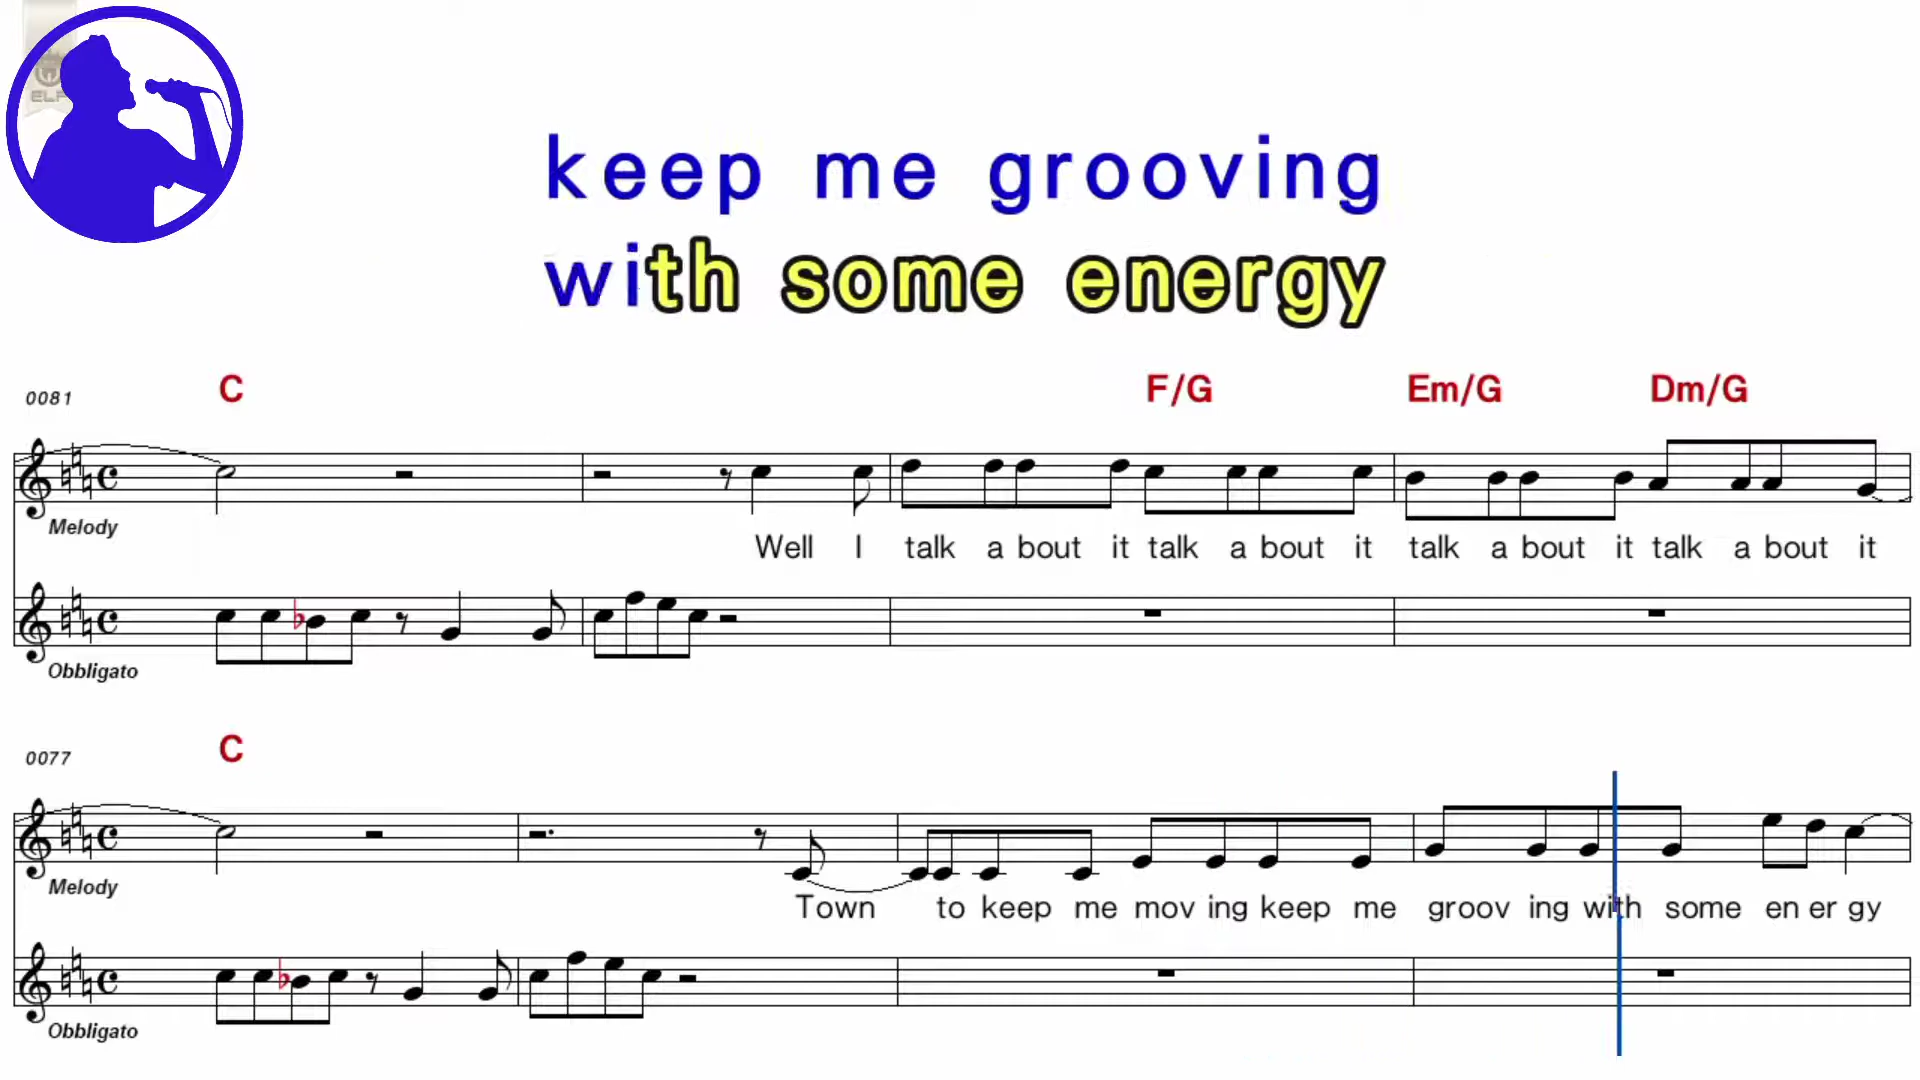 ELF
keep me grooving
with some energy
0081 C F/G Em/G Dm/G
Melody
Well I talk a bout it talk a bout it talk a bout it talk a bout it
Obbligato
0077 C
Melody
Town to keep me mov ing keep me groov ing with some en er gy
Obbligato